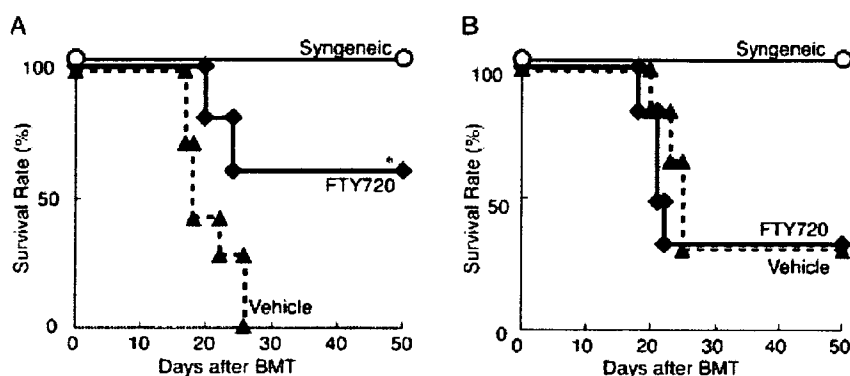 A
Survival Rate (%)
100
50
0
Syngeneic
*
FTY720
Vehicle
0 10 20 30 40 50
Days after BMT
B
Survival Rate (%)
100
50
0
Syngeneic
FTY720
Vehicle
0 10 20 30 40 50
Days after BMT